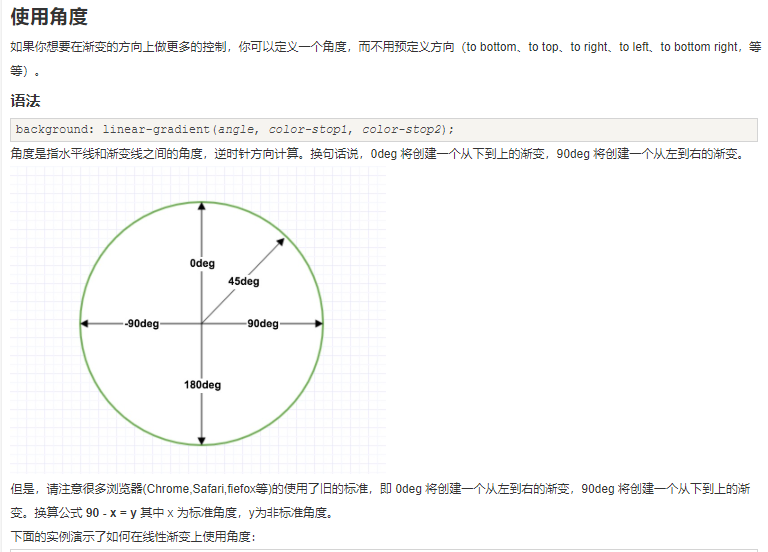 使用角度
如果你想要在渐变的方向上做更多的控制，你可以定义一个角度，而不用预定义方向（to bottom、to top、to right、to left、to bottom right，等
等）。
语法
background: linear-gradient(angle, color-stop1, color-stop2);
角度是指水平线和渐变线之间的角度，逆时针方向计算。换句话说，0deg 将创建一个从下到上的渐变，90deg 将创建一个从左到右的渐变。
0deg
45deg
-90deg
90deg
180deg
但是，请注意很多浏览器(Chrome,Safari,fiefox等)的使用了旧的标准，即 0deg 将创建一个从左到右的渐变，90deg 将创建一个从下到上的渐
变。换算公式 90 - x = y 其中 x 为标准角度，y为非标准角度。
下面的实例演示了如何在线性渐变上使用角度：